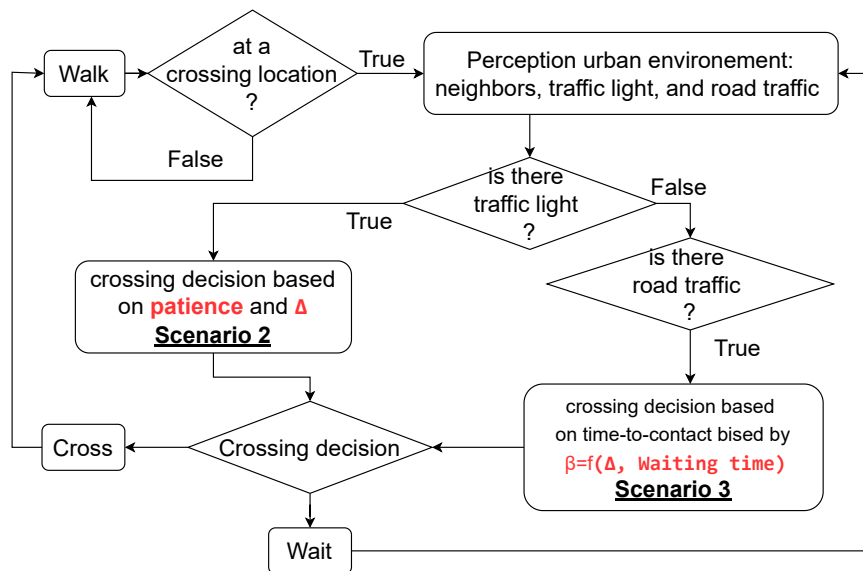 Walk
at a
crossing location
?
True
False
Perception urban environement:
neighbors, traffic light, and road traffic
is there
traffic light
?
True
False
is there
road traffic
?
True
crossing decision based
on patience and Δ
Scenario 2
crossing decision based
on time-to-contact bised by
β=f(Δ, Waiting time)
Scenario 3
Crossing decision
Cross
Wait